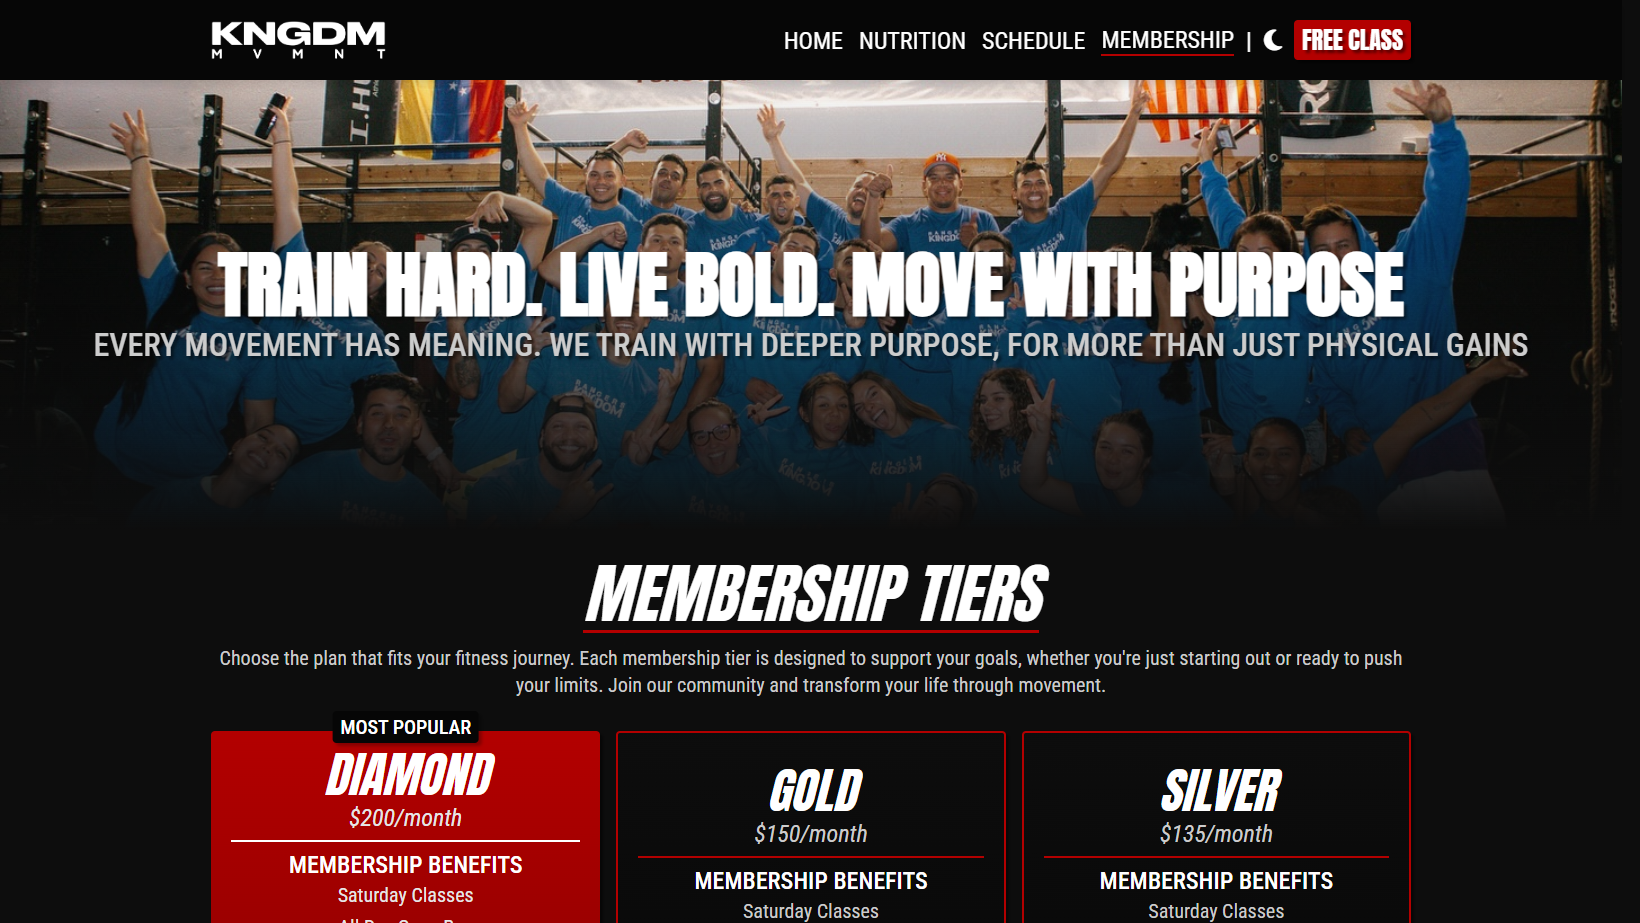 KNGDM
MVMNT
HOME NUTRITION SCHEDULE MEMBERSHIP | FREE CLASS
I.H
TRAIN HARD. LIVE BOLD. MOVE WITH PURPOSE
EVERY MOVEMENT HAS MEANING. WE TRAIN WITH DEEPER PURPOSE, FOR MORE THAN JUST PHYSICAL GAINS
MEMBERSHIP TIERS
Choose the plan that fits your fitness journey. Each membership tier is designed to support your goals, whether you're just starting out or ready to push
your limits. Join our community and transform your life through movement.
MOST POPULAR
DIAMOND
$200/month
MEMBERSHIP BENEFITS
Saturday Classes
GOLD
$150/month
MEMBERSHIP BENEFITS
Saturday Classes
SILVER
$135/month
MEMBERSHIP BENEFITS
Saturday Classes